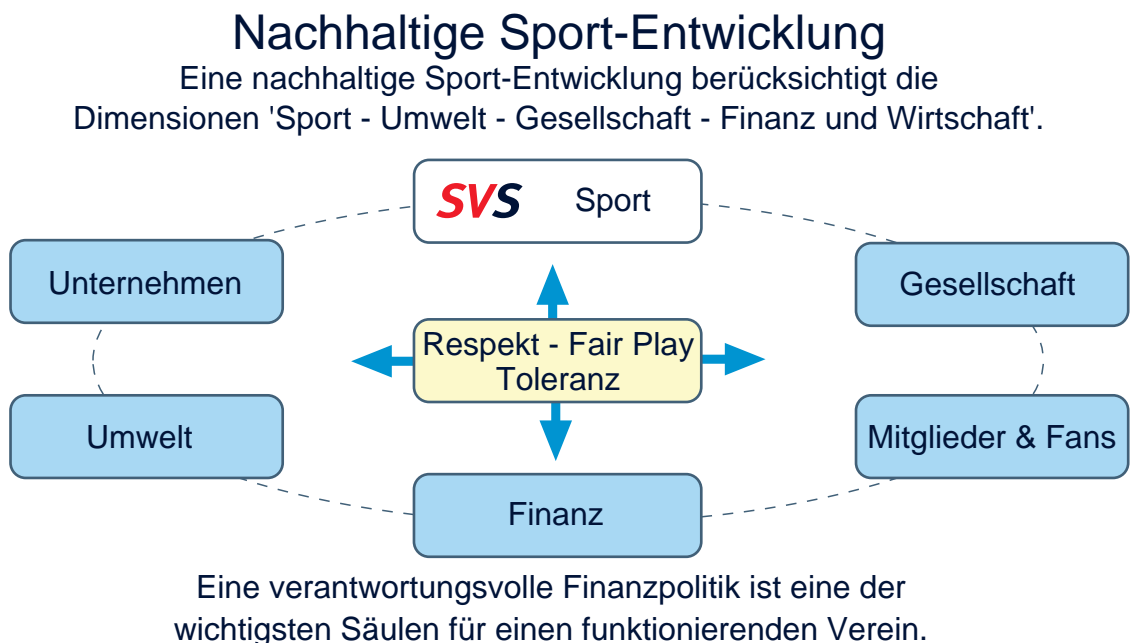 Nachhaltige Sport-Entwicklung
Eine nachhaltige Sport-Entwicklung berücksichtigt die
Dimensionen 'Sport - Umwelt - Gesellschaft - Finanz und Wirtschaft'.
SVS Sport
Unternehmen
Gesellschaft
Respekt - Fair Play
Toleranz
Umwelt
Mitglieder & Fans
Finanz
Eine verantwortungsvolle Finanzpolitik ist eine der
wichtigsten Säulen für einen funktionierenden Verein.